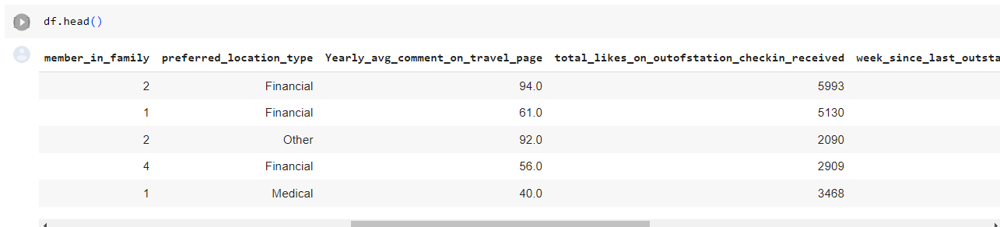 df.head()
member_in_family preferred_location_type Yearly_avg_comment_on_travel_page total_likes_on_outofstation_checkin_received week_since_last_outsta
2 Financial 94.0 5993
1 Financial 61.0 5130
2 Other 92.0 2090
4 Financial 56.0 2909
1 Medical 40.0 3468